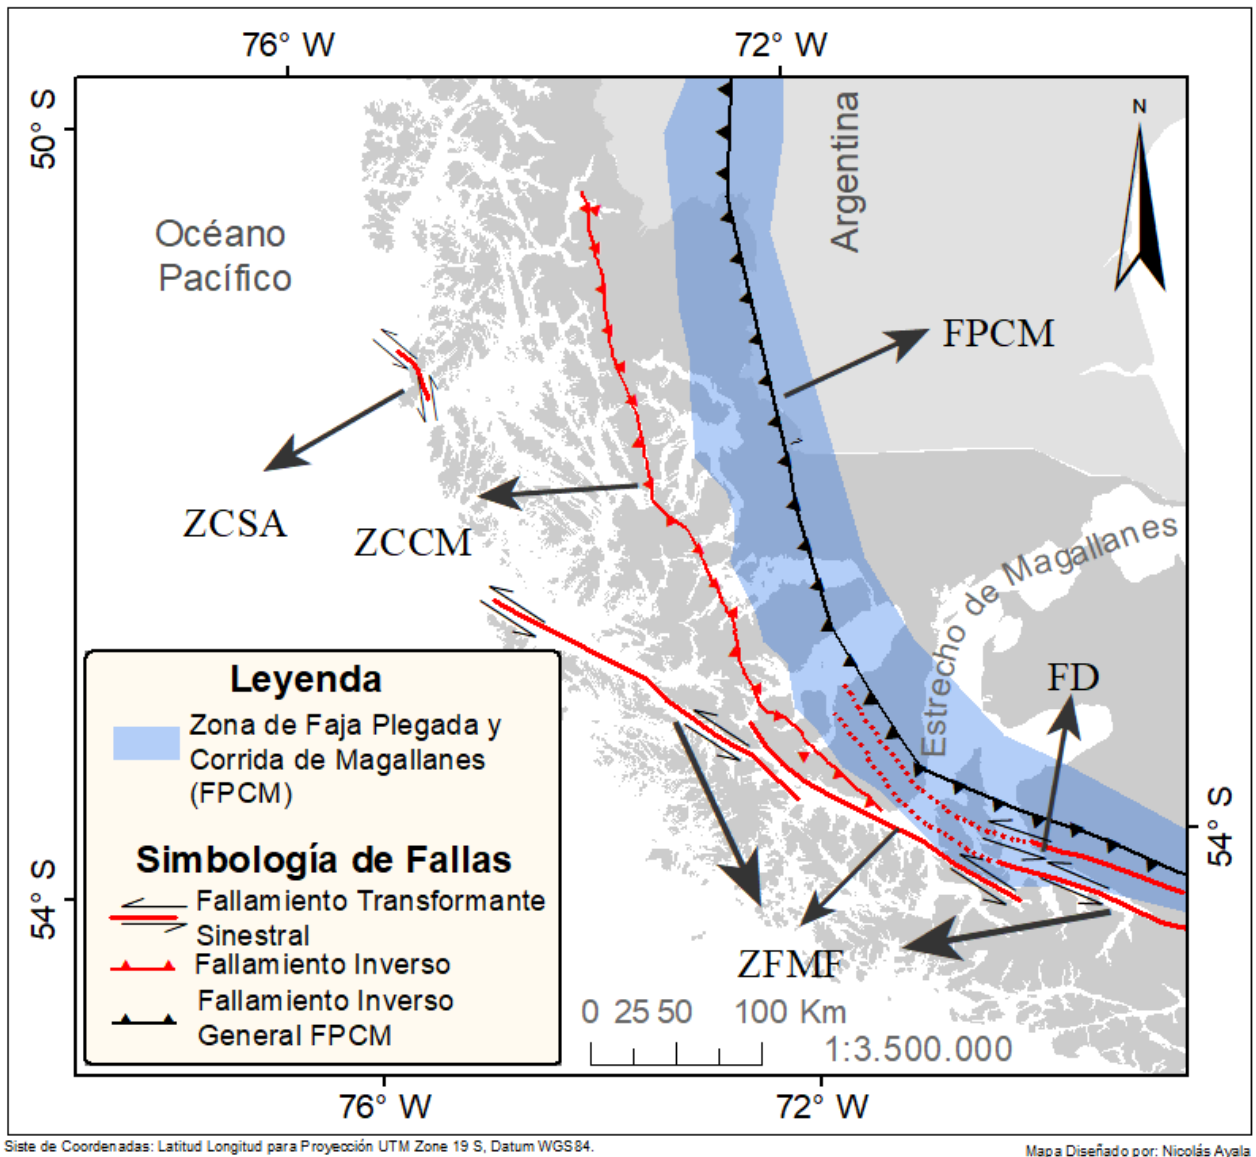 76° W
72° W
50° S
Argentina
N
Océano
Pacífico
FPCM
ZCSA
ZCCM
Estrecho de Magallanes
FD
Leyenda
Zona de Faja Plegada y
Corrida de Magallanes
(FPCM)
Simbología de Fallas
Fallamiento Transformante
Sinestral
Fallamiento Inverso
Fallamiento Inverso
General FPCM
54° S
54° S
ZFMF
0 25 50 100 Km
1:3.500.000
76° W
72° W
Siste de Coordenadas: Latitud Longitud para Proyección UTM Zone 19 S, Datum WGS84.
Mapa Diseñado por: Nicolás Ayala